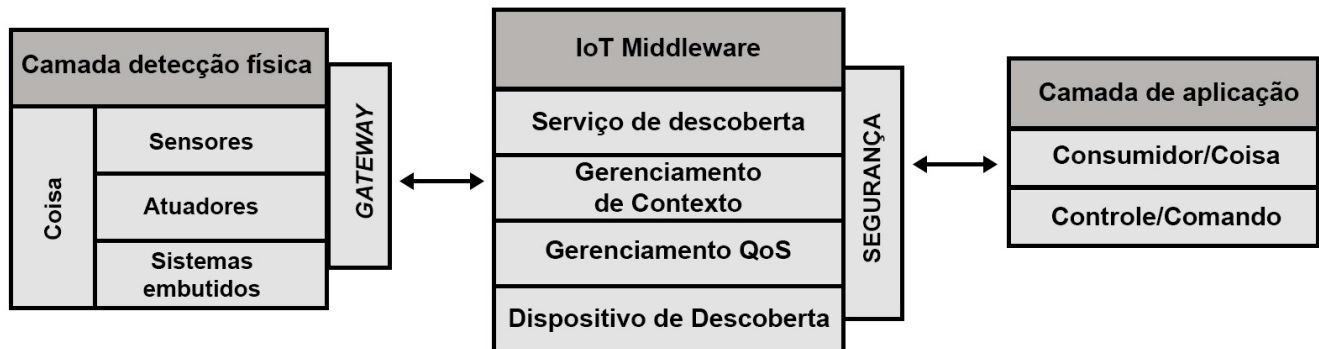 Camada detecção física
Coisa
Sensores
Atuadores
Sistemas
embutidos
GATEWAY
IoT Middleware
Serviço de descoberta
Gerenciamento
de Contexto
Gerenciamento QoS
Dispositivo de Descoberta
SEGURANÇA
Camada de aplicação
Consumidor/Coisa
Controle/Comando